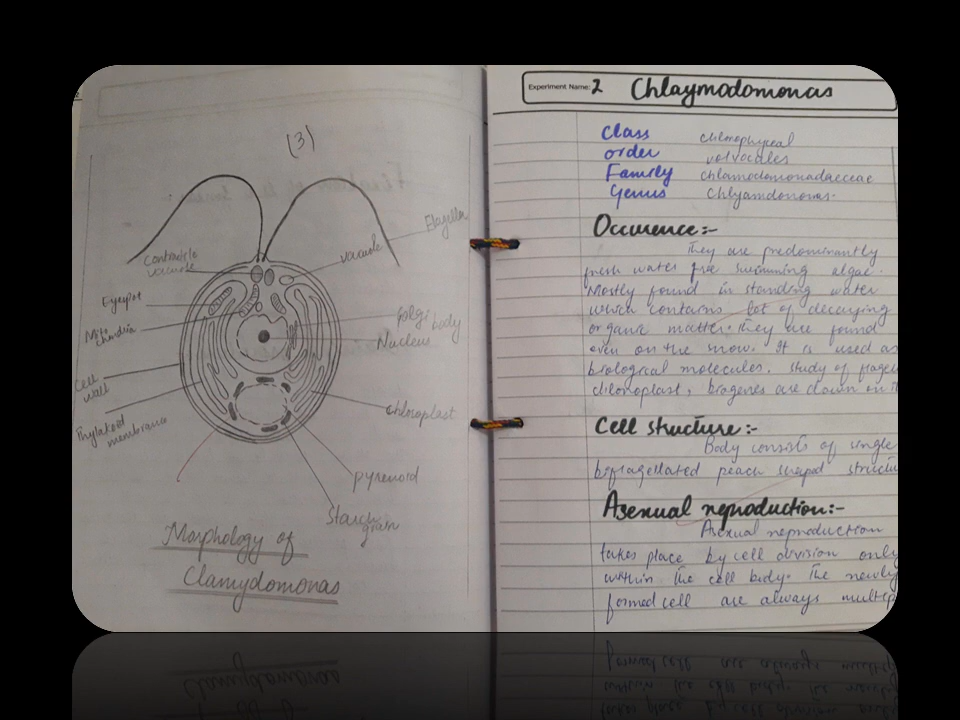 (3)
Flagella
Contractile
vacuole
vacuole
Eyespot
Mito
chondria
Golgi body
Nucleus
Cell
wall
chloroplast
Thylakoid
membrane
pyrenoid
Starch
grain
Morphology of
Clamydomonas
Experiment Name: 2 Chlaymodomonas
Class chlorophyceal
order volvocales
Family chlamodomonadaeceae
Genus Chlyamdomonas.
Occurence:-
They are predominantly
fresh water free swimming algae.
Mostly found in standing water
which contains lot of decaying
organic matter. They are found
even on the snow. It is used as
biological molecules. Study of
chloroplast, biogenes are down on
Cell structure:-
Body consists of single
biflagellated peach shaped
Asexual reproduction:-
Asexual reproduction
takes place by cell division only
within The cell body. The newly
formed cell are always